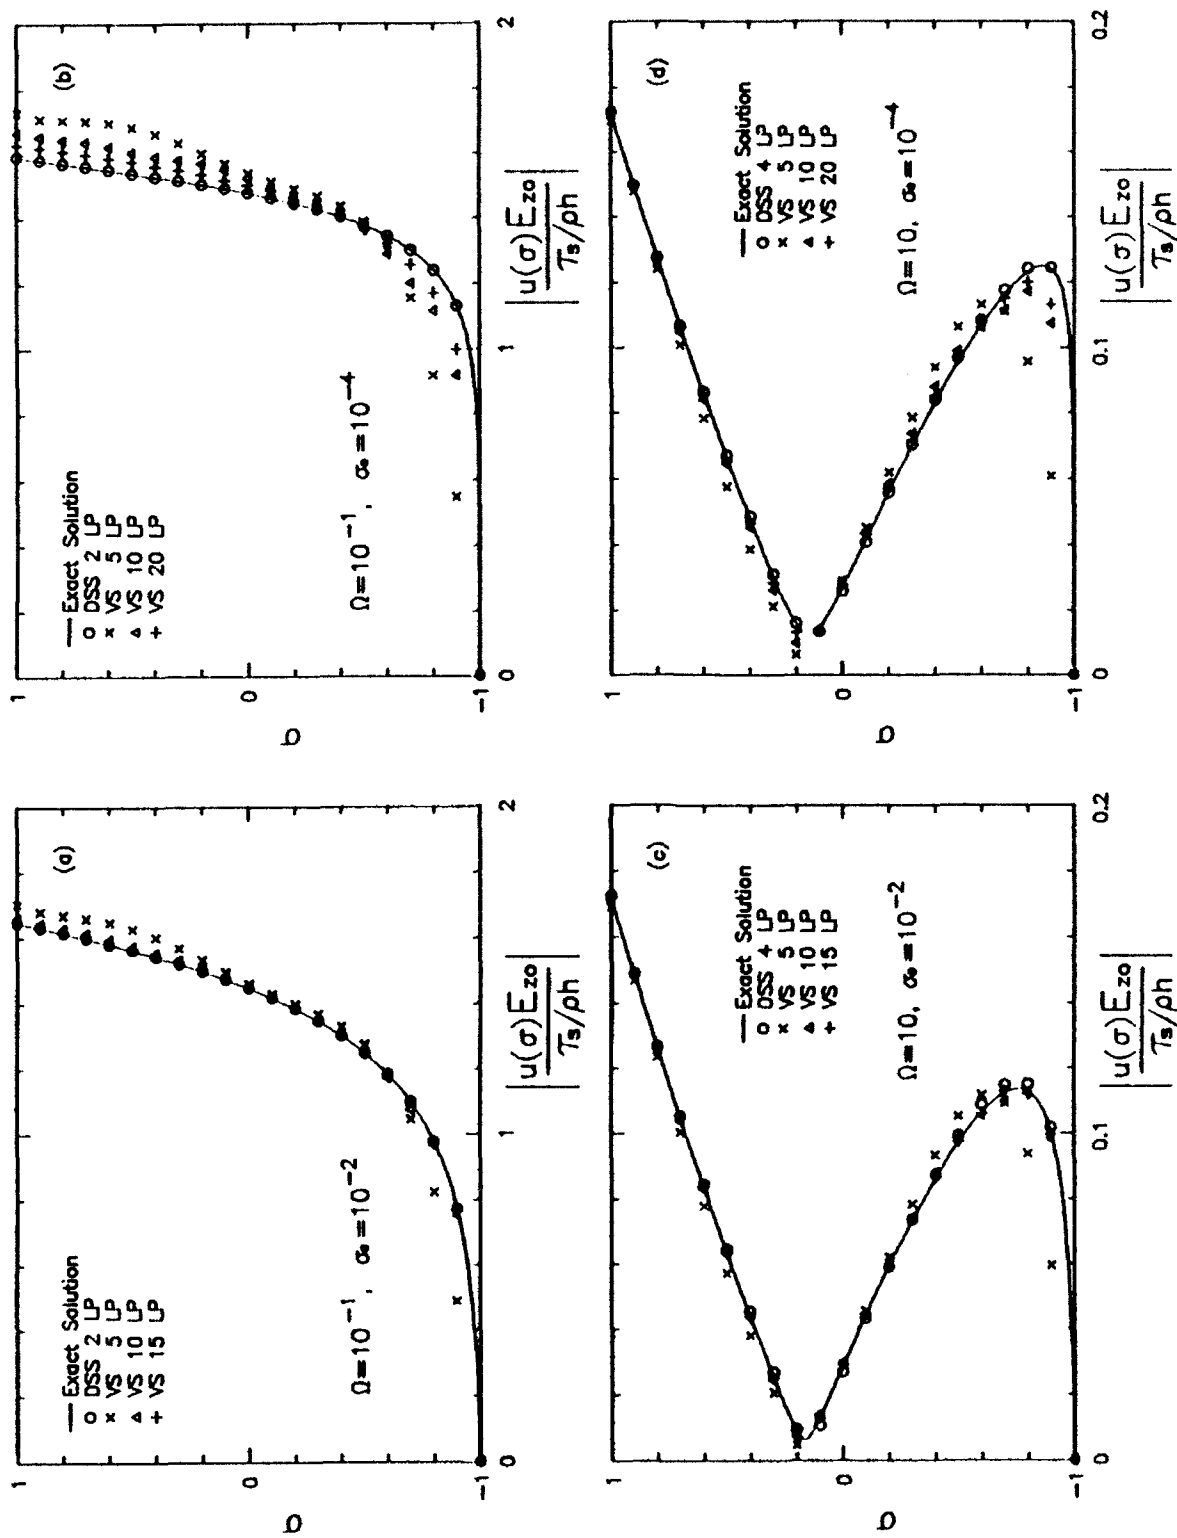 — Exact Solution
o DSS 2 LP
× VS 5 LP
△ VS 10 LP
+ VS 15 LP
(a)
Ω=10⁻¹, σₒ=10⁻²
1
0
-1
σ
0
1
2
|u(σ)E_zo|
τₛ/ρh
— Exact Solution
o DSS 2 LP
× VS 5 LP
△ VS 10 LP
+ VS 20 LP
(b)
Ω=10⁻¹, σₒ=10⁻⁴
1
0
-1
σ
0
1
2
|u(σ)E_zo|
τₛ/ρh
(c)
— Exact Solution
o DSS 4 LP
× VS 5 LP
△ VS 10 LP
+ VS 15 LP
Ω=10, σₒ=10⁻²
1
0
-1
σ
0
0.1
0.2
|u(σ)E_zo|
τₛ/ρh
(d)
— Exact Solution
o DSS 4 LP
× VS 5 LP
△ VS 10 LP
+ VS 20 LP
Ω=10, σₒ=10⁻⁴
1
0
-1
σ
0
0.1
0.2
|u(σ)E_zo|
τₛ/ρh